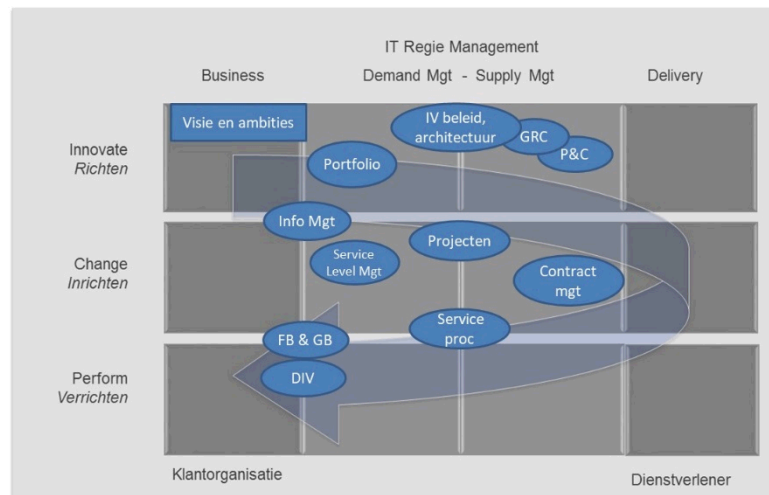 IT Regie Management
Business
Demand Mgt - Supply Mgt
Delivery
Innovate
Richten
Visie en ambities
IV beleid,
architectuur
GRC
P&C
Portfolio
Change
Inrichten
Info Mgt
Projecten
Service
Level Mgt
Contract
mgt
Service
proc
FB & GB
Perform
Verrichten
DIV
Klantorganisatie
Dienstverlener